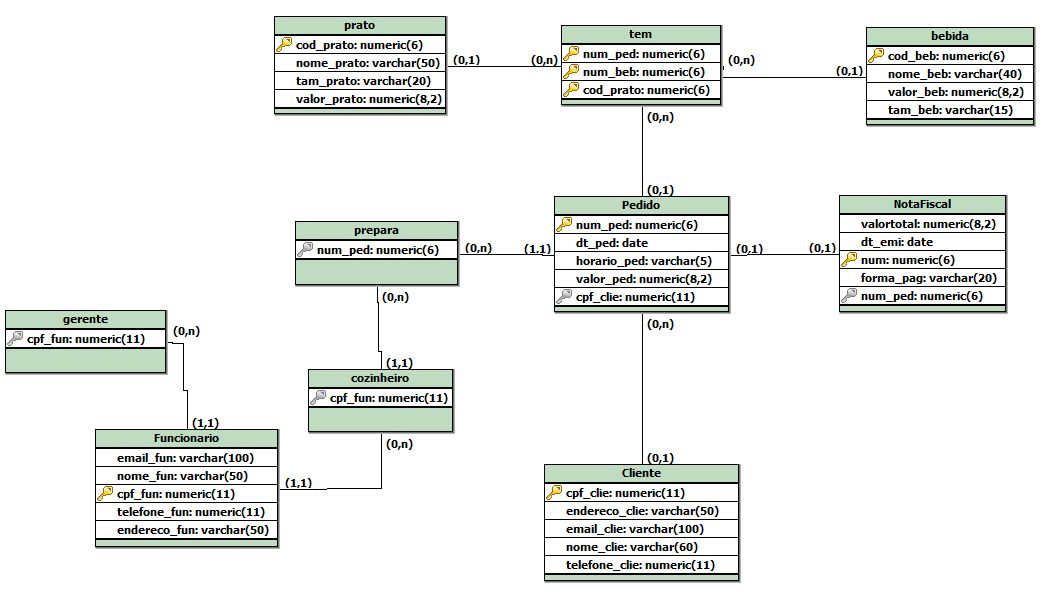 prato
cod_prato: numeric(6)
nome_prato: varchar(50)
tam_prato: varchar(20)
valor_prato: numeric(8,2)
(0,1)
(0,n)
tem
num_ped: numeric(6)
num_beb: numeric(6)
cod_prato: numeric(6)
(0,n)
(0,1)
bebida
cod_beb: numeric(6)
nome_beb: varchar(40)
valor_beb: numeric(8,2)
tam_beb: varchar(15)
(0,n)
(0,1)
prepara
num_ped: numeric(6)
(0,n)
(1,1)
Pedido
num_ped: numeric(6)
dt_ped: date
horario_ped: varchar(5)
valor_ped: numeric(8,2)
cpf_clie: numeric(11)
(0,1)
(0,1)
NotaFiscal
valortotal: numeric(8,2)
dt_emi: date
num: numeric(6)
forma_pag: varchar(20)
num_ped: numeric(6)
(0,n)
(0,n)
gerente
cpf_fun: numeric(11)
(0,n)
(1,1)
cozinheiro
cpf_fun: numeric(11)
(0,n)
(1,1)
Funcionario
email_fun: varchar(100)
nome_fun: varchar(50)
cpf_fun: numeric(11)
telefone_fun: numeric(11)
endereco_fun: varchar(50)
(1,1)
(0,1)
Cliente
cpf_clie: numeric(11)
endereco_clie: varchar(50)
email_clie: varchar(100)
nome_clie: varchar(60)
telefone_clie: numeric(11)